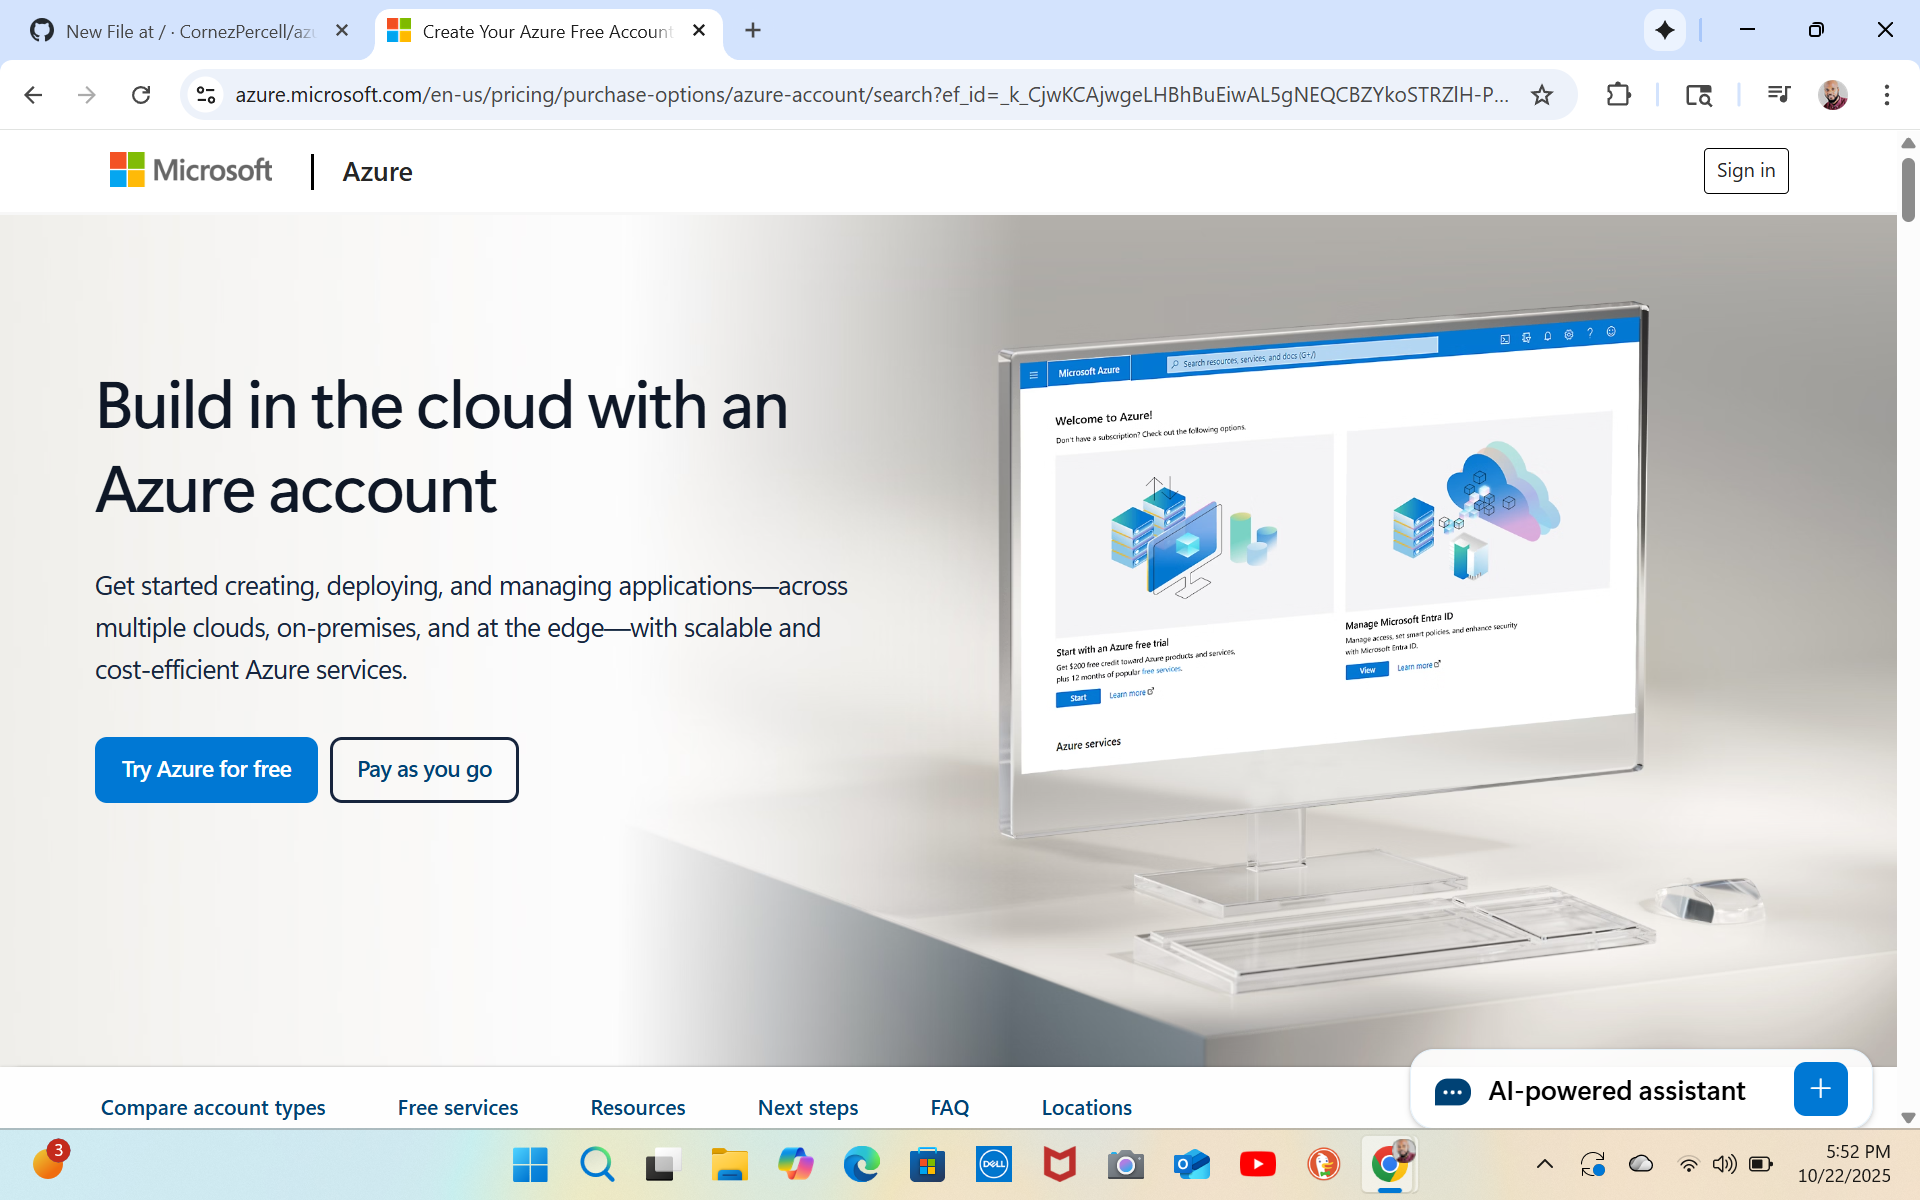 New File at / · CornezPercell/azu
Create Your Azure Free Account
azure.microsoft.com/en-us/pricing/purchase-options/azure-account/search?ef_id=_k_CjwKCAjwgeLHBhBuEiwAL5gNEQCBZYkoSTRZlH-P...
Microsoft
Azure
Sign in
Build in the cloud with an
Azure account
Get started creating, deploying, and managing applications—across
multiple clouds, on-premises, and at the edge—with scalable and
cost-efficient Azure services.
Try Azure for free
Pay as you go
Microsoft Azure
Search resources, services, and docs (G+/)
Welcome to Azure!
Don't have a subscription? Check out the following options.
Start with an Azure free trial
Get $200 free credit toward Azure products and services,
plus 12 months of popular free services.
Start
Learn more
Manage Microsoft Entra ID
Manage access, set smart policies, and enhance security
with Microsoft Entra ID.
View
Learn more
Azure services
Compare account types
Free services
Resources
Next steps
FAQ
Locations
AI-powered assistant
3
DELL
5:52 PM
10/22/2025